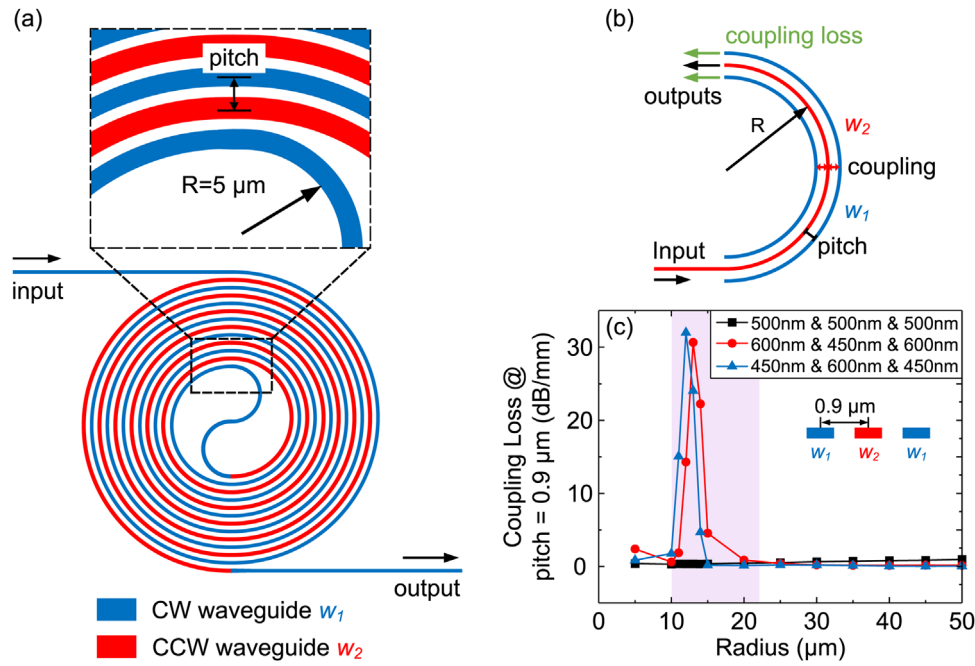 (a)
pitch
R=5 μm
input
output
CW waveguide w1
CCW waveguide w2
(b)
coupling loss
outputs
R
w2
coupling
w1
pitch
Input
(c)
500nm & 500nm & 500nm
600nm & 450nm & 600nm
450nm & 600nm & 450nm
0.9 μm
w1 w2 w1
Coupling Loss @
pitch = 0.9 μm (dB/mm)
30
20
10
0
0 10 20 30 40 50
Radius (μm)